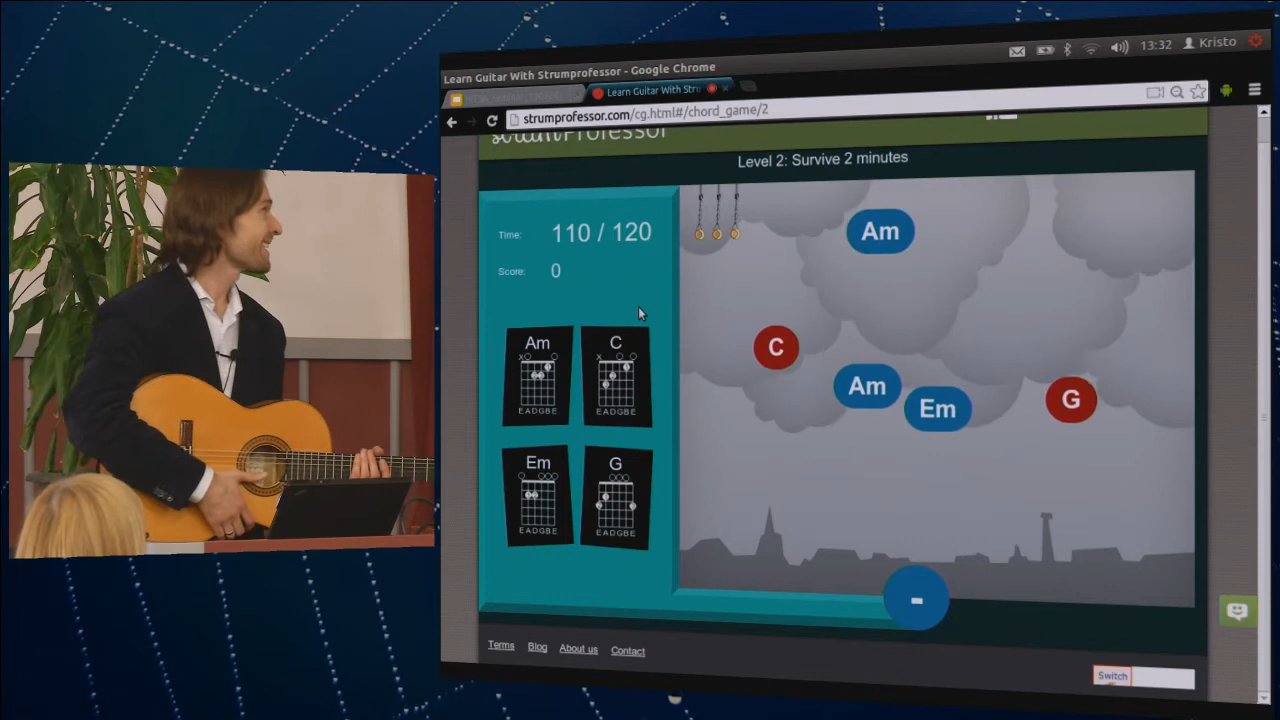 13:32 Kristo
Learn Guitar With Strumprofessor - Google Chrome
Learn Guitar With Stru
strumprofessor.com/cg.html#/chord_game/2
strumProfessor
Level 2: Survive 2 minutes
Time: 110 / 120
Score: 0
Am
C
Am
Em
G
Am C
EADGBE EADGBE
Em G
EADGBE EADGBE
-
Terms Blog About us Contact
Switch